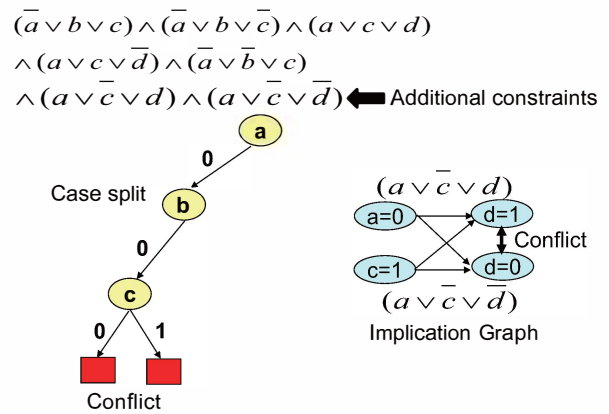 (a̅ ∨ b ∨ c) ∧ (a̅ ∨ b ∨ c̅) ∧ (a ∨ c ∨ d)
∧ (a ∨ c ∨ d̅) ∧ (a̅ ∨ b̅ ∨ c)
∧ (a ∨ c̅ ∨ d) ∧ (a ∨ c̅ ∨ d̅) Additional constraints
a
0
Case split
b
0
c
0 1
Conflict
(a ∨ c̅ ∨ d)
a=0 d=1
Conflict
c=1 d=0
(a ∨ c̅ ∨ d̅)
Implication Graph